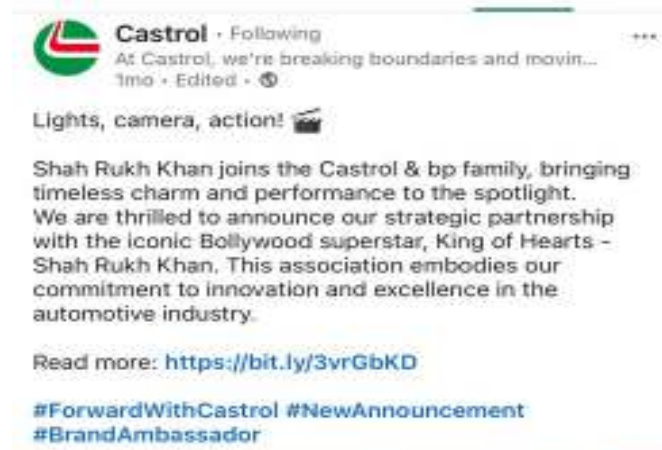 Castrol · Following
At Castrol, we're breaking boundaries and movin...
1mo · Edited ·
Lights, camera, action! 🎬
Shah Rukh Khan joins the Castrol & bp family, bringing
timeless charm and performance to the spotlight.
We are thrilled to announce our strategic partnership
with the iconic Bollywood superstar, King of Hearts –
Shah Rukh Khan. This association embodies our
commitment to innovation and excellence in the
automotive industry.
Read more: https://bit.ly/3vrGbKD
#ForwardWithCastrol #NewAnnouncement
#BrandAmbassador